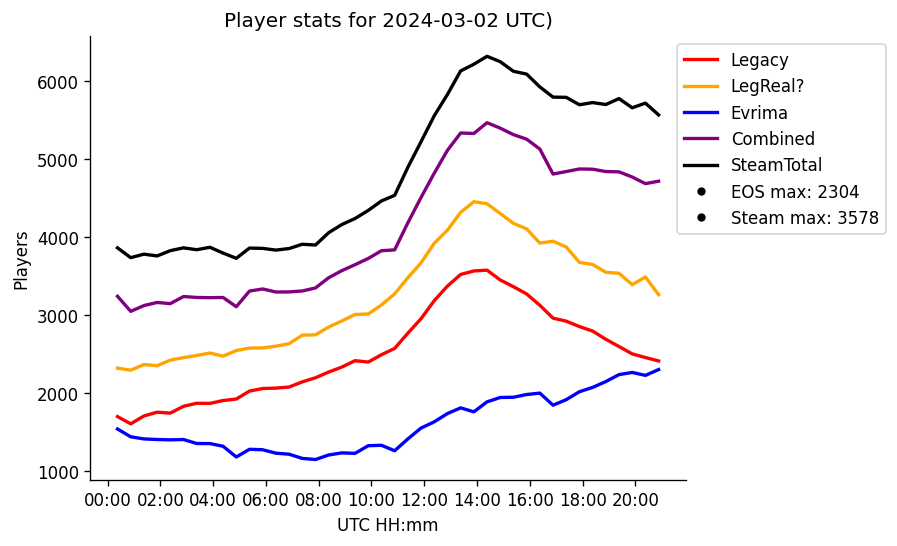 Player stats for 2024-03-02 UTC)
Legacy
LegReal?
Evrima
Combined
SteamTotal
EOS max: 2304
Steam max: 3578
Players
6000
5000
4000
3000
2000
1000
00:00 02:00 04:00 06:00 08:00 10:00 12:00 14:00 16:00 18:00 20:00
UTC HH:mm